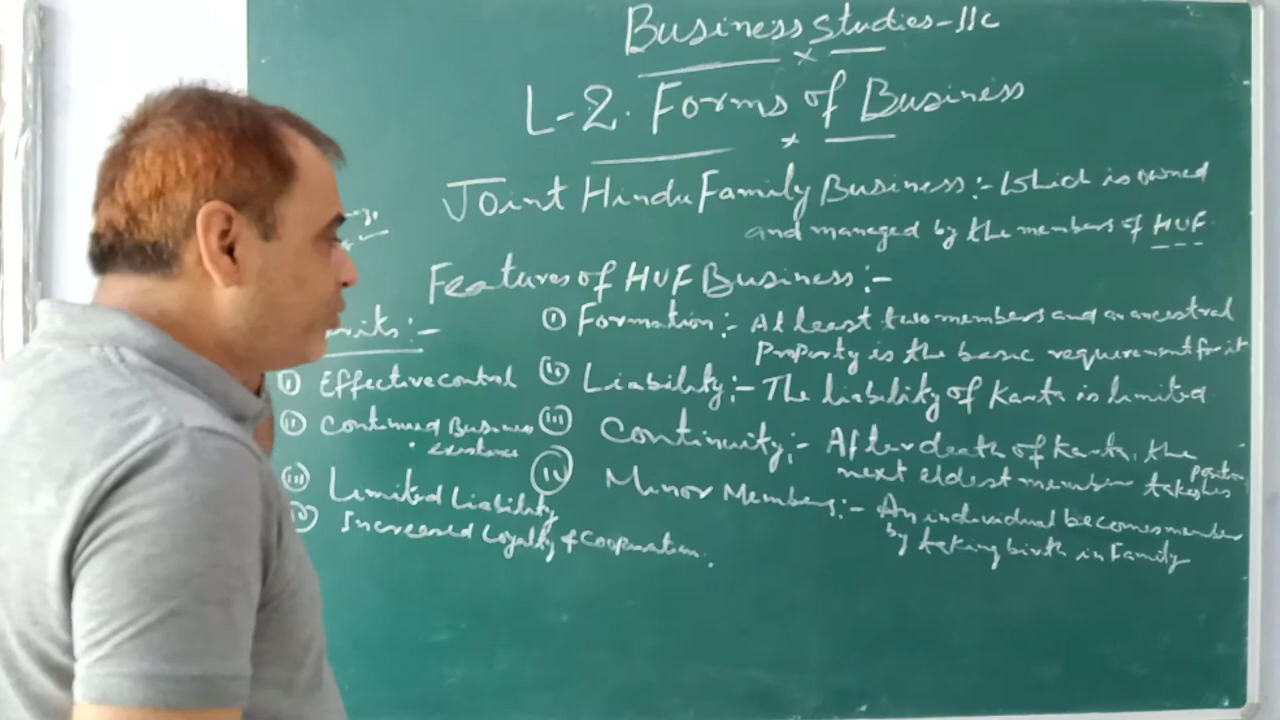 Business Studies-11c
L-2. Forms of Business
Joint Hindu Family Business:- Which is owned
and managed by the members of HUF
Features of HUF Business:-
(i) Formation:- At least two members and an ancestral
Property is the basic requirement for it
(ii) Liability:- The liability of Karta is limited
(iii) Continuity:- After death of Karta, the
next eldest member takes his position
(iv) Minor Members:- An individual becomes member
by taking birth in Family
rits:-
(i) Effective control
(ii) Continued Business
existence
(iii) Limited Liability
Increased Loyalty & Cooperation.